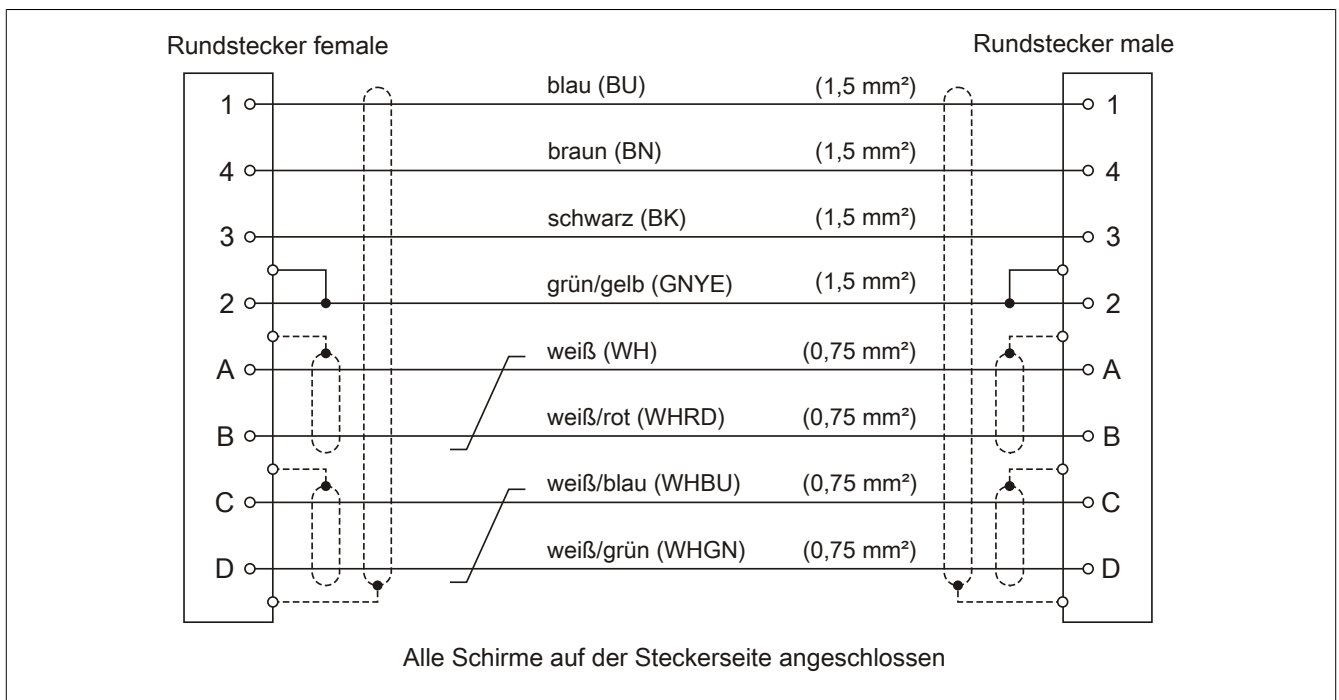 Rundstecker female Rundstecker male
1 blau (BU) (1,5 mm²) 1
4 braun (BN) (1,5 mm²) 4
3 schwarz (BK) (1,5 mm²) 3
2 grün/gelb (GNYE) (1,5 mm²) 2
A weiß (WH) (0,75 mm²) A
B weiß/rot (WHRD) (0,75 mm²) B
C weiß/blau (WHBU) (0,75 mm²) C
D weiß/grün (WHGN) (0,75 mm²) D
Alle Schirme auf der Steckerseite angeschlossen